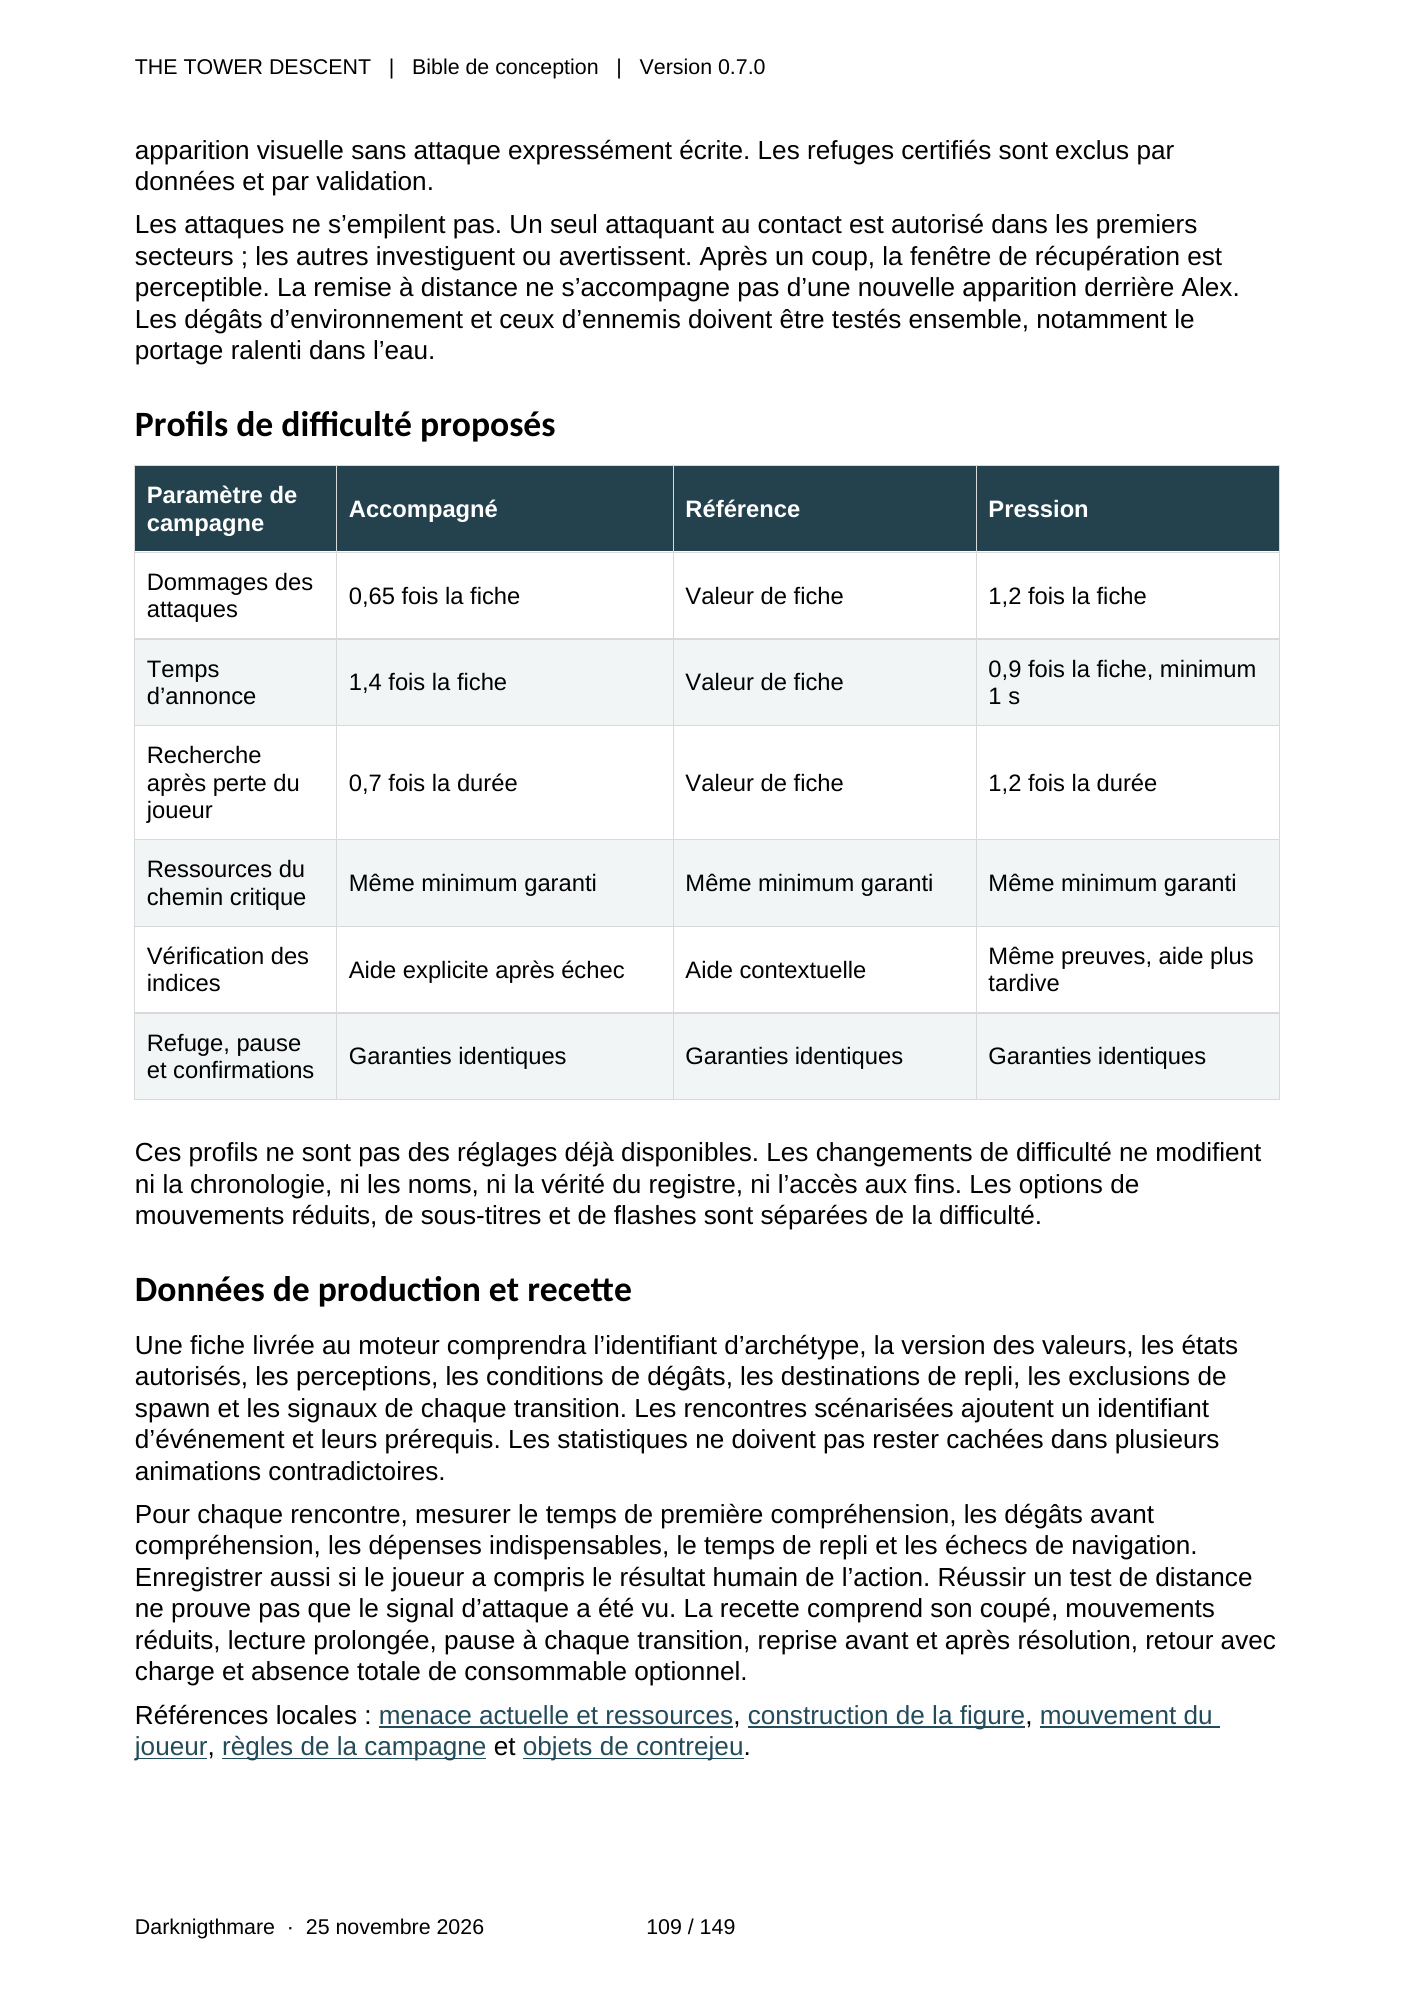 THE TOWER DESCENT | Bible de conception | Version 0.7.0
apparition visuelle sans attaque expressément écrite. Les refuges certifiés sont exclus par
données et par validation.
Les attaques ne s’empilent pas. Un seul attaquant au contact est autorisé dans les premiers
secteurs ; les autres investiguent ou avertissent. Après un coup, la fenêtre de récupération est
perceptible. La remise à distance ne s’accompagne pas d’une nouvelle apparition derrière Alex.
Les dégâts d’environnement et ceux d’ennemis doivent être testés ensemble, notamment le
portage ralenti dans l’eau.
Profils de difficulté proposés
Paramètre de
campagne
Accompagné
Référence
Pression
Dommages des
attaques
0,65 fois la fiche
Valeur de fiche
1,2 fois la fiche
Temps
d’annonce
1,4 fois la fiche
Valeur de fiche
0,9 fois la fiche, minimum
1 s
Recherche
après perte du
joueur
0,7 fois la durée
Valeur de fiche
1,2 fois la durée
Ressources du
chemin critique
Même minimum garanti
Même minimum garanti
Même minimum garanti
Vérification des
indices
Aide explicite après échec
Aide contextuelle
Même preuves, aide plus
tardive
Refuge, pause
et confirmations
Garanties identiques
Garanties identiques
Garanties identiques
Ces profils ne sont pas des réglages déjà disponibles. Les changements de difficulté ne modifient
ni la chronologie, ni les noms, ni la vérité du registre, ni l’accès aux fins. Les options de
mouvements réduits, de sous-titres et de flashes sont séparées de la difficulté.
Données de production et recette
Une fiche livrée au moteur comprendra l’identifiant d’archétype, la version des valeurs, les états
autorisés, les perceptions, les conditions de dégâts, les destinations de repli, les exclusions de
spawn et les signaux de chaque transition. Les rencontres scénarisées ajoutent un identifiant
d’événement et leurs prérequis. Les statistiques ne doivent pas rester cachées dans plusieurs
animations contradictoires.
Pour chaque rencontre, mesurer le temps de première compréhension, les dégâts avant
compréhension, les dépenses indispensables, le temps de repli et les échecs de navigation.
Enregistrer aussi si le joueur a compris le résultat humain de l’action. Réussir un test de distance
ne prouve pas que le signal d’attaque a été vu. La recette comprend son coupé, mouvements
réduits, lecture prolongée, pause à chaque transition, reprise avant et après résolution, retour avec
charge et absence totale de consommable optionnel.
Références locales : menace actuelle et ressources, construction de la figure, mouvement du
joueur, règles de la campagne et objets de contrejeu.
Darknigthmare · 25 novembre 2026
109 / 149